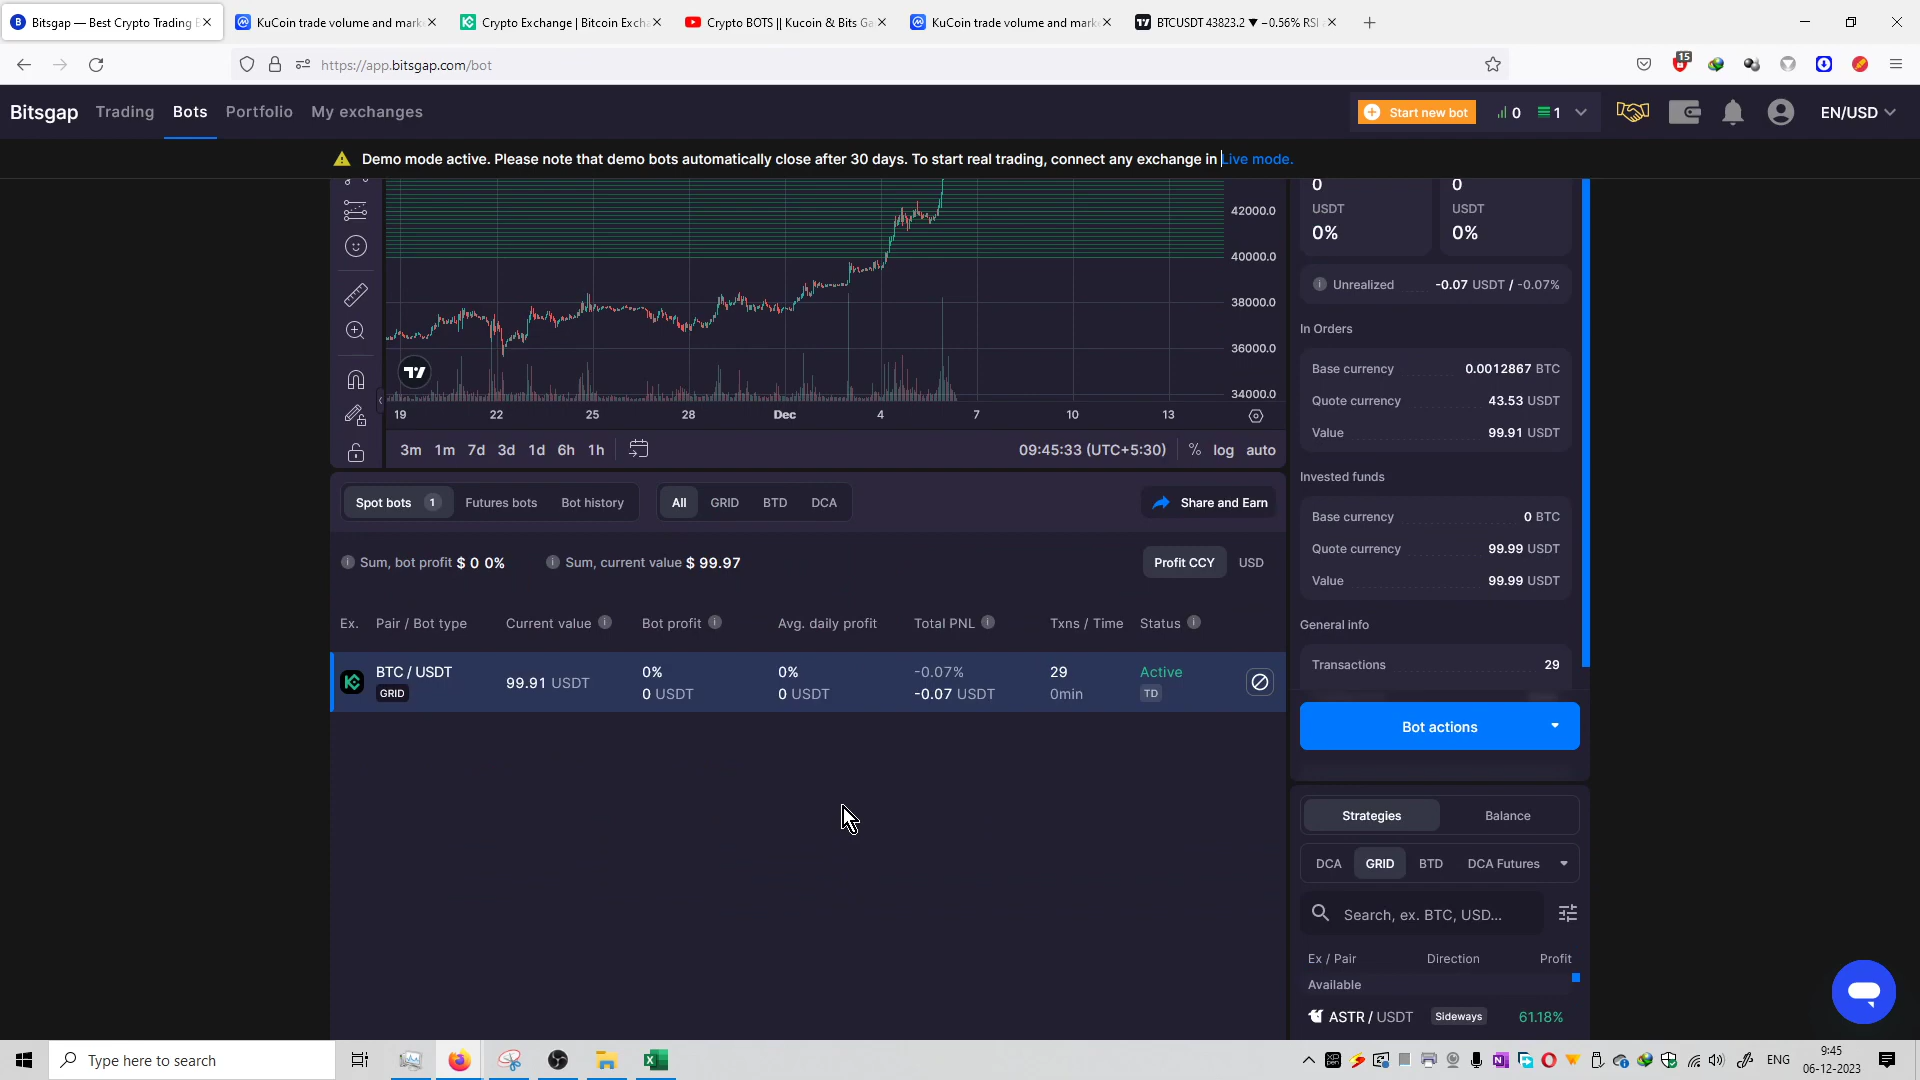 Bitsgap — Best Crypto Trading
KuCoin trade volume and mark
Crypto Exchange | Bitcoin Exch
Crypto BOTS || Kucoin & Bits Ga
KuCoin trade volume and mark
BTCUSDT 43823.2 ▼ −0.56% RSI
https://app.bitsgap.com/bot
15
Bitsgap
Trading
Bots
Portfolio
My exchanges
Start new bot
0
1
EN/USD
Demo mode active. Please note that demo bots automatically close after 30 days. To start real trading, connect any exchange in Live mode.
42000.0
40000.0
38000.0
36000.0
34000.0
19 22 25 28 Dec 4 7 10 13
3m 1m 7d 3d 1d 6h 1h
09:45:33 (UTC+5:30) % log auto
Spot bots 1 Futures bots Bot history
All GRID BTD DCA
Share and Earn
Sum, bot profit $ 0 0% Sum, current value $ 99.97
Profit CCY USD
Ex. Pair / Bot type Current value Bot profit Avg. daily profit Total PNL Txns / Time Status
BTC / USDT 0% 0% -0.07% 29 Active
99.91 USDT
GRID 0 USDT 0 USDT -0.07 USDT 0min TD
0 0
USDT USDT
0% 0%
Unrealized -0.07 USDT / -0.07%
In Orders
Base currency 0.0012867 BTC
Quote currency 43.53 USDT
Value 99.91 USDT
Invested funds
Base currency 0 BTC
Quote currency 99.99 USDT
Value 99.99 USDT
General info
Transactions 29
Bot actions
Strategies Balance
DCA GRID BTD DCA Futures
Search, ex. BTC, USD...
Ex / Pair Direction Profit
Available
ASTR / USDT Sideways 61.18%
Type here to search
ENG
9:45
06-12-2023